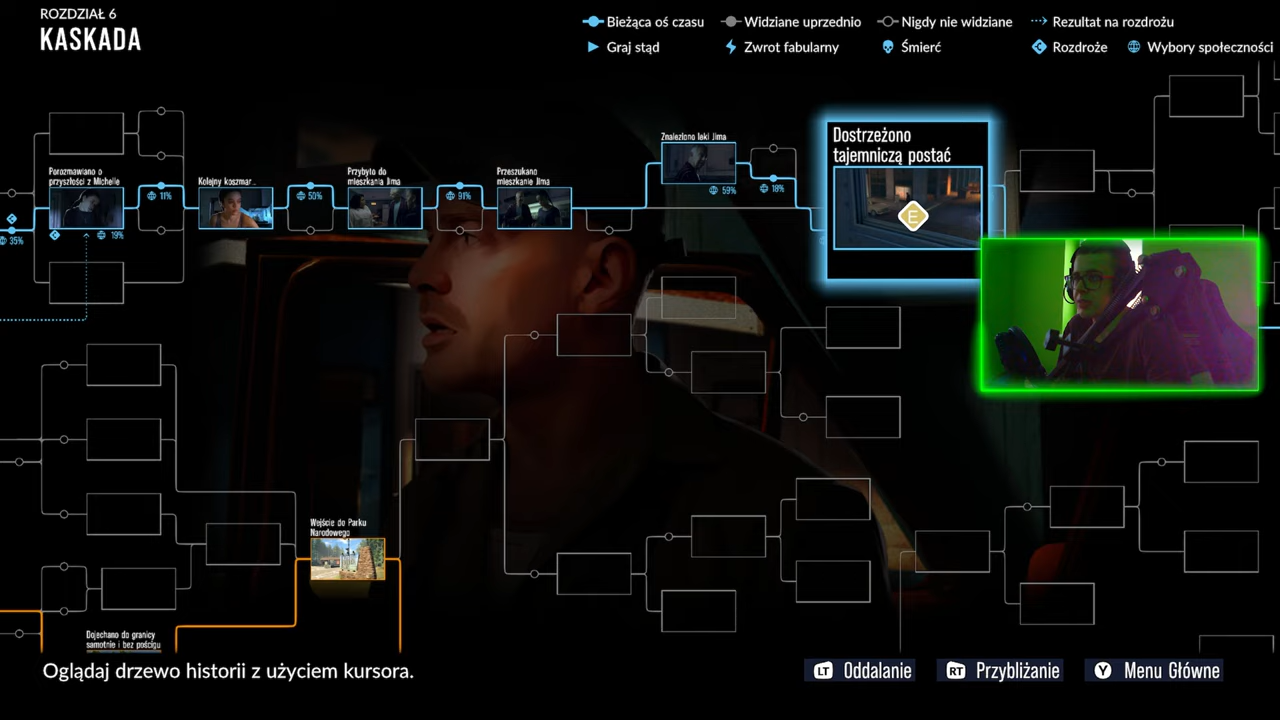 ROZDZIAŁ 6
KASKADA
Bieżąca oś czasu
Widziane uprzednio
Nigdy nie widziane
Rezultat na rozdrożu
Graj stąd
Zwrot fabularny
Śmierć
Rozdroże
Wybory społeczności
Porozmawiano o
przyszłości z Michelle
35%
19%
11%
Kolejny koszmar...
50%
Przybyto do
mieszkania Jima
91%
Przeszukano
mieszkanie Jima
Znaleziono leki Jima
59%
18%
Dostrzeżono
tajemniczą postać
E
Wejście do Parku
Narodowego
Dojechano do granicy
samotnie i bez pościgu
Oglądaj drzewo historii z użyciem kursora.
LT Oddalanie
RT Przybliżanie
Y Menu Główne